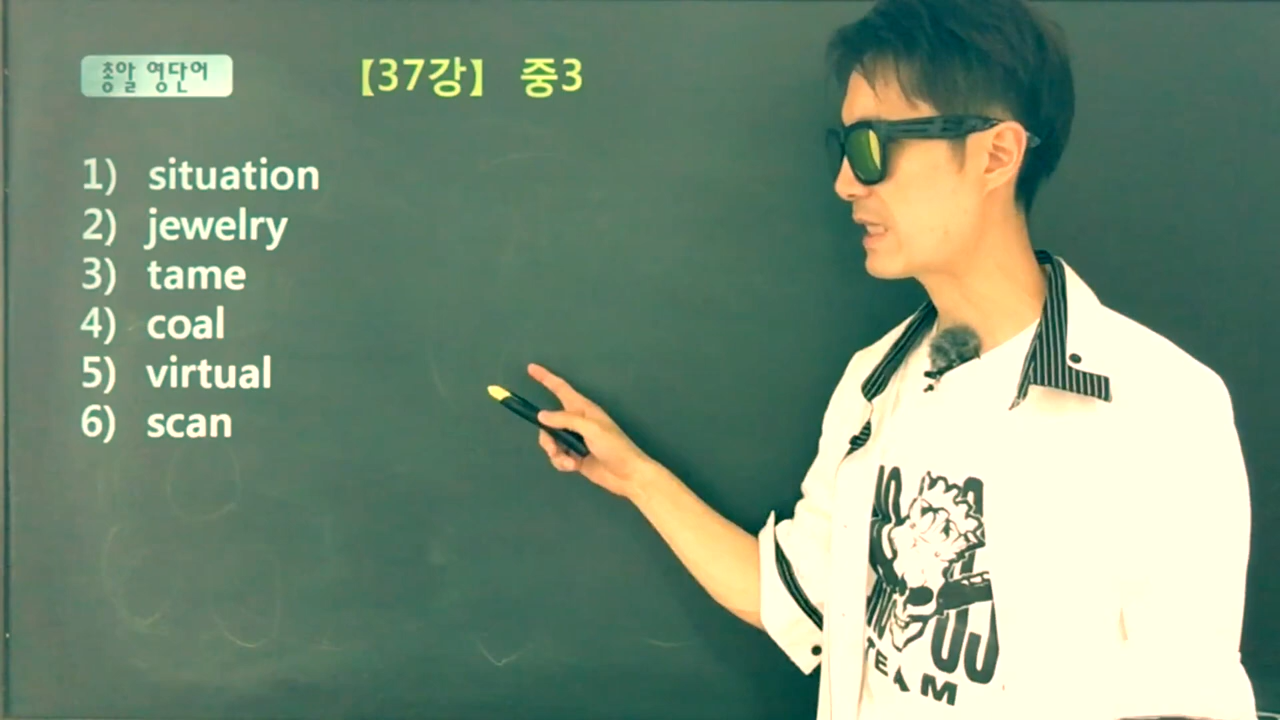 총알 영단어
【37강】 중3
1) situation
2) jewelry
3) tame
4) coal
5) virtual
6) scan
TEAM